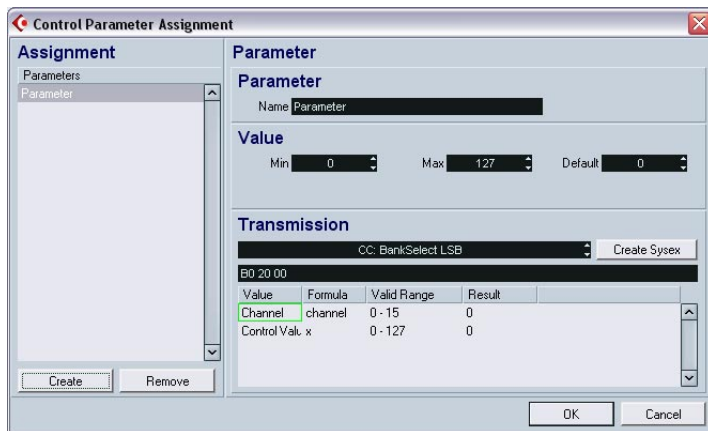 Control Parameter Assignment
Assignment
Parameters
Parameter
Create
Remove
Parameter
Parameter
Name Parameter
Value
Min 0 Max 127 Default 0
Transmission
CC: BankSelect LSB Create Sysex
B0 20 00
Value Formula Valid Range Result
Channel channel 0 - 15 0
Control Valu x 0 - 127 0
OK Cancel